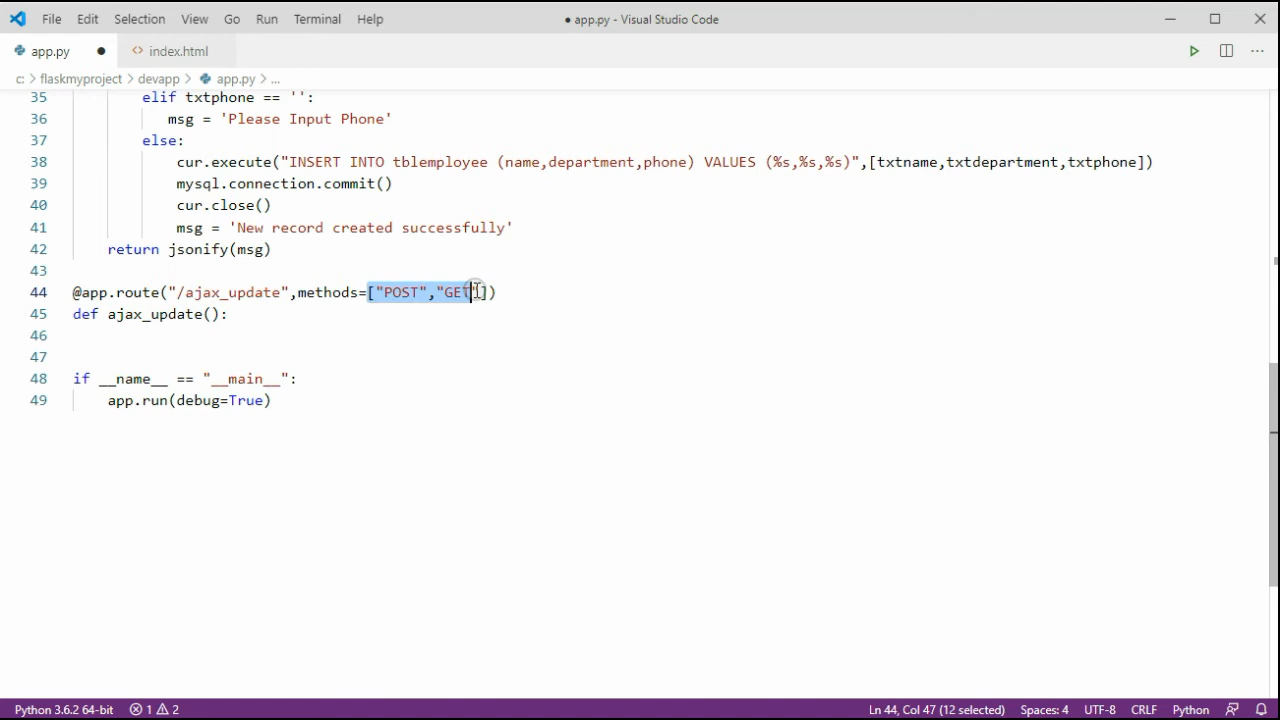 File Edit Selection View Go Run Terminal Help ● app.py - Visual Studio Code
app.py ● <> index.html
c: > flaskmyproject > devapp > app.py > ...
35 elif txtphone == '':
36 msg = 'Please Input Phone'
37 else:
38 cur.execute("INSERT INTO tblemployee (name,department,phone) VALUES (%s,%s,%s)",[txtname,txtdepartment,txtphone])
39 mysql.connection.commit()
40 cur.close()
41 msg = 'New record created successfully'
42 return jsonify(msg)
43
44 @app.route("/ajax_update",methods=["POST","GET"])
45 def ajax_update():
46
47
48 if __name__ == "__main__":
49 app.run(debug=True)
Python 3.6.2 64-bit 1 2 Ln 44, Col 47 (12 selected) Spaces: 4 UTF-8 CRLF Python